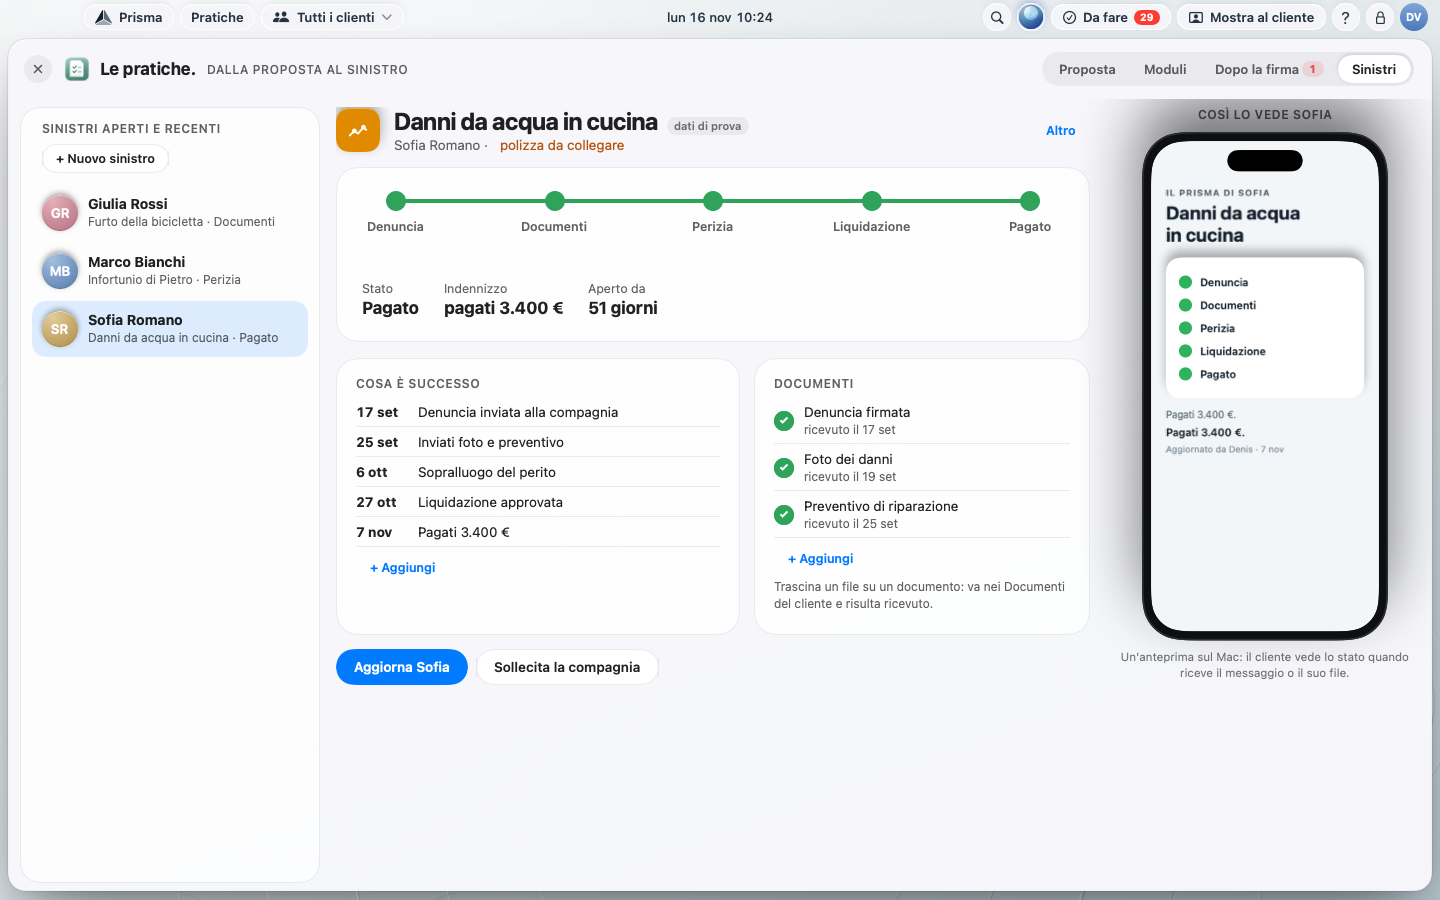 Prisma
Pratiche
Tutti i clienti
lun 16 nov 10:24
Da fare 29
Mostra al cliente
?
DV
Le pratiche. DALLA PROPOSTA AL SINISTRO
Proposta
Moduli
Dopo la firma 1
Sinistri
SINISTRI APERTI E RECENTI
+ Nuovo sinistro
GR
Giulia Rossi
Furto della bicicletta · Documenti
MB
Marco Bianchi
Infortunio di Pietro · Perizia
SR
Sofia Romano
Danni da acqua in cucina · Pagato
Danni da acqua in cucina dati di prova
Sofia Romano · polizza da collegare
Altro
Denuncia
Documenti
Perizia
Liquidazione
Pagato
Stato
Pagato
Indennizzo
pagati 3.400 €
Aperto da
51 giorni
COSA È SUCCESSO
17 set Denuncia inviata alla compagnia
25 set Inviati foto e preventivo
6 ott Sopralluogo del perito
27 ott Liquidazione approvata
7 nov Pagati 3.400 €
+ Aggiungi
DOCUMENTI
Denuncia firmata
ricevuto il 17 set
Foto dei danni
ricevuto il 19 set
Preventivo di riparazione
ricevuto il 25 set
+ Aggiungi
Trascina un file su un documento: va nei Documenti
del cliente e risulta ricevuto.
Aggiorna Sofia
Sollecita la compagnia
COSÌ LO VEDE SOFIA
IL PRISMA DI SOFIA
Danni da acqua
in cucina
Denuncia
Documenti
Perizia
Liquidazione
Pagato
Pagati 3.400 €.
Pagati 3.400 €.
Aggiornato da Denis · 7 nov
Un'anteprima sul Mac: il cliente vede lo stato quando
riceve il messaggio o il suo file.